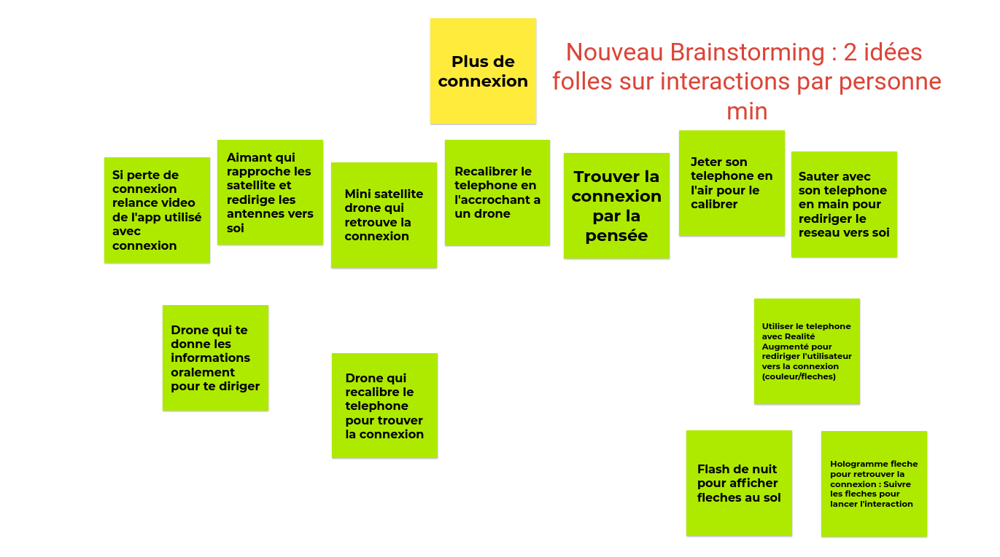 Plus de
connexion
Nouveau Brainstorming : 2 idées
folles sur interactions par personne
min
Si perte de
connexion
relance video
de l'app utilisé
avec
connexion
Aimant qui
rapproche les
satellite et
redirige les
antennes vers
soi
Mini satellite
drone qui
retrouve la
connexion
Recalibrer le
telephone en
l'accrochant a
un drone
Trouver la
connexion
par la
pensée
Jeter son
telephone en
l'air pour le
calibrer
Sauter avec
son telephone
en main pour
rediriger le
reseau vers soi
Drone qui te
donne les
informations
oralement
pour te diriger
Drone qui
recalibre le
telephone
pour trouver
la connexion
Utiliser le telephone
avec Realité
Augmenté pour
rediriger l'utilisateur
vers la connexion
(couleur/fleches)
Flash de nuit
pour afficher
fleches au sol
Hologramme fleche
pour retrouver la
connexion : Suivre
les fleches pour
lancer l'interaction